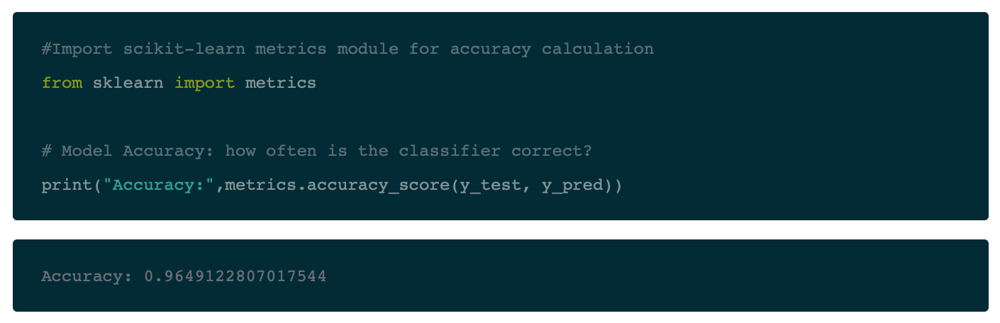 #Import scikit-learn metrics module for accuracy calculation
from sklearn import metrics
# Model Accuracy: how often is the classifier correct?
print("Accuracy:",metrics.accuracy_score(y_test, y_pred))
Accuracy: 0.9649122807017544